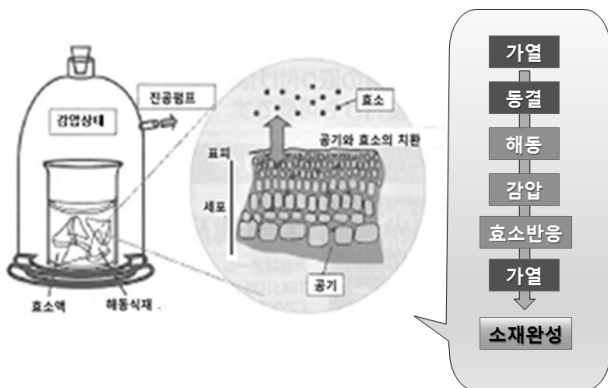 진공펌프
감압상태
효소액
해동식재
효소
공기와 효소의 치환
표피
세포
공기
가열
동결
해동
감압
효소반응
가열
소재완성